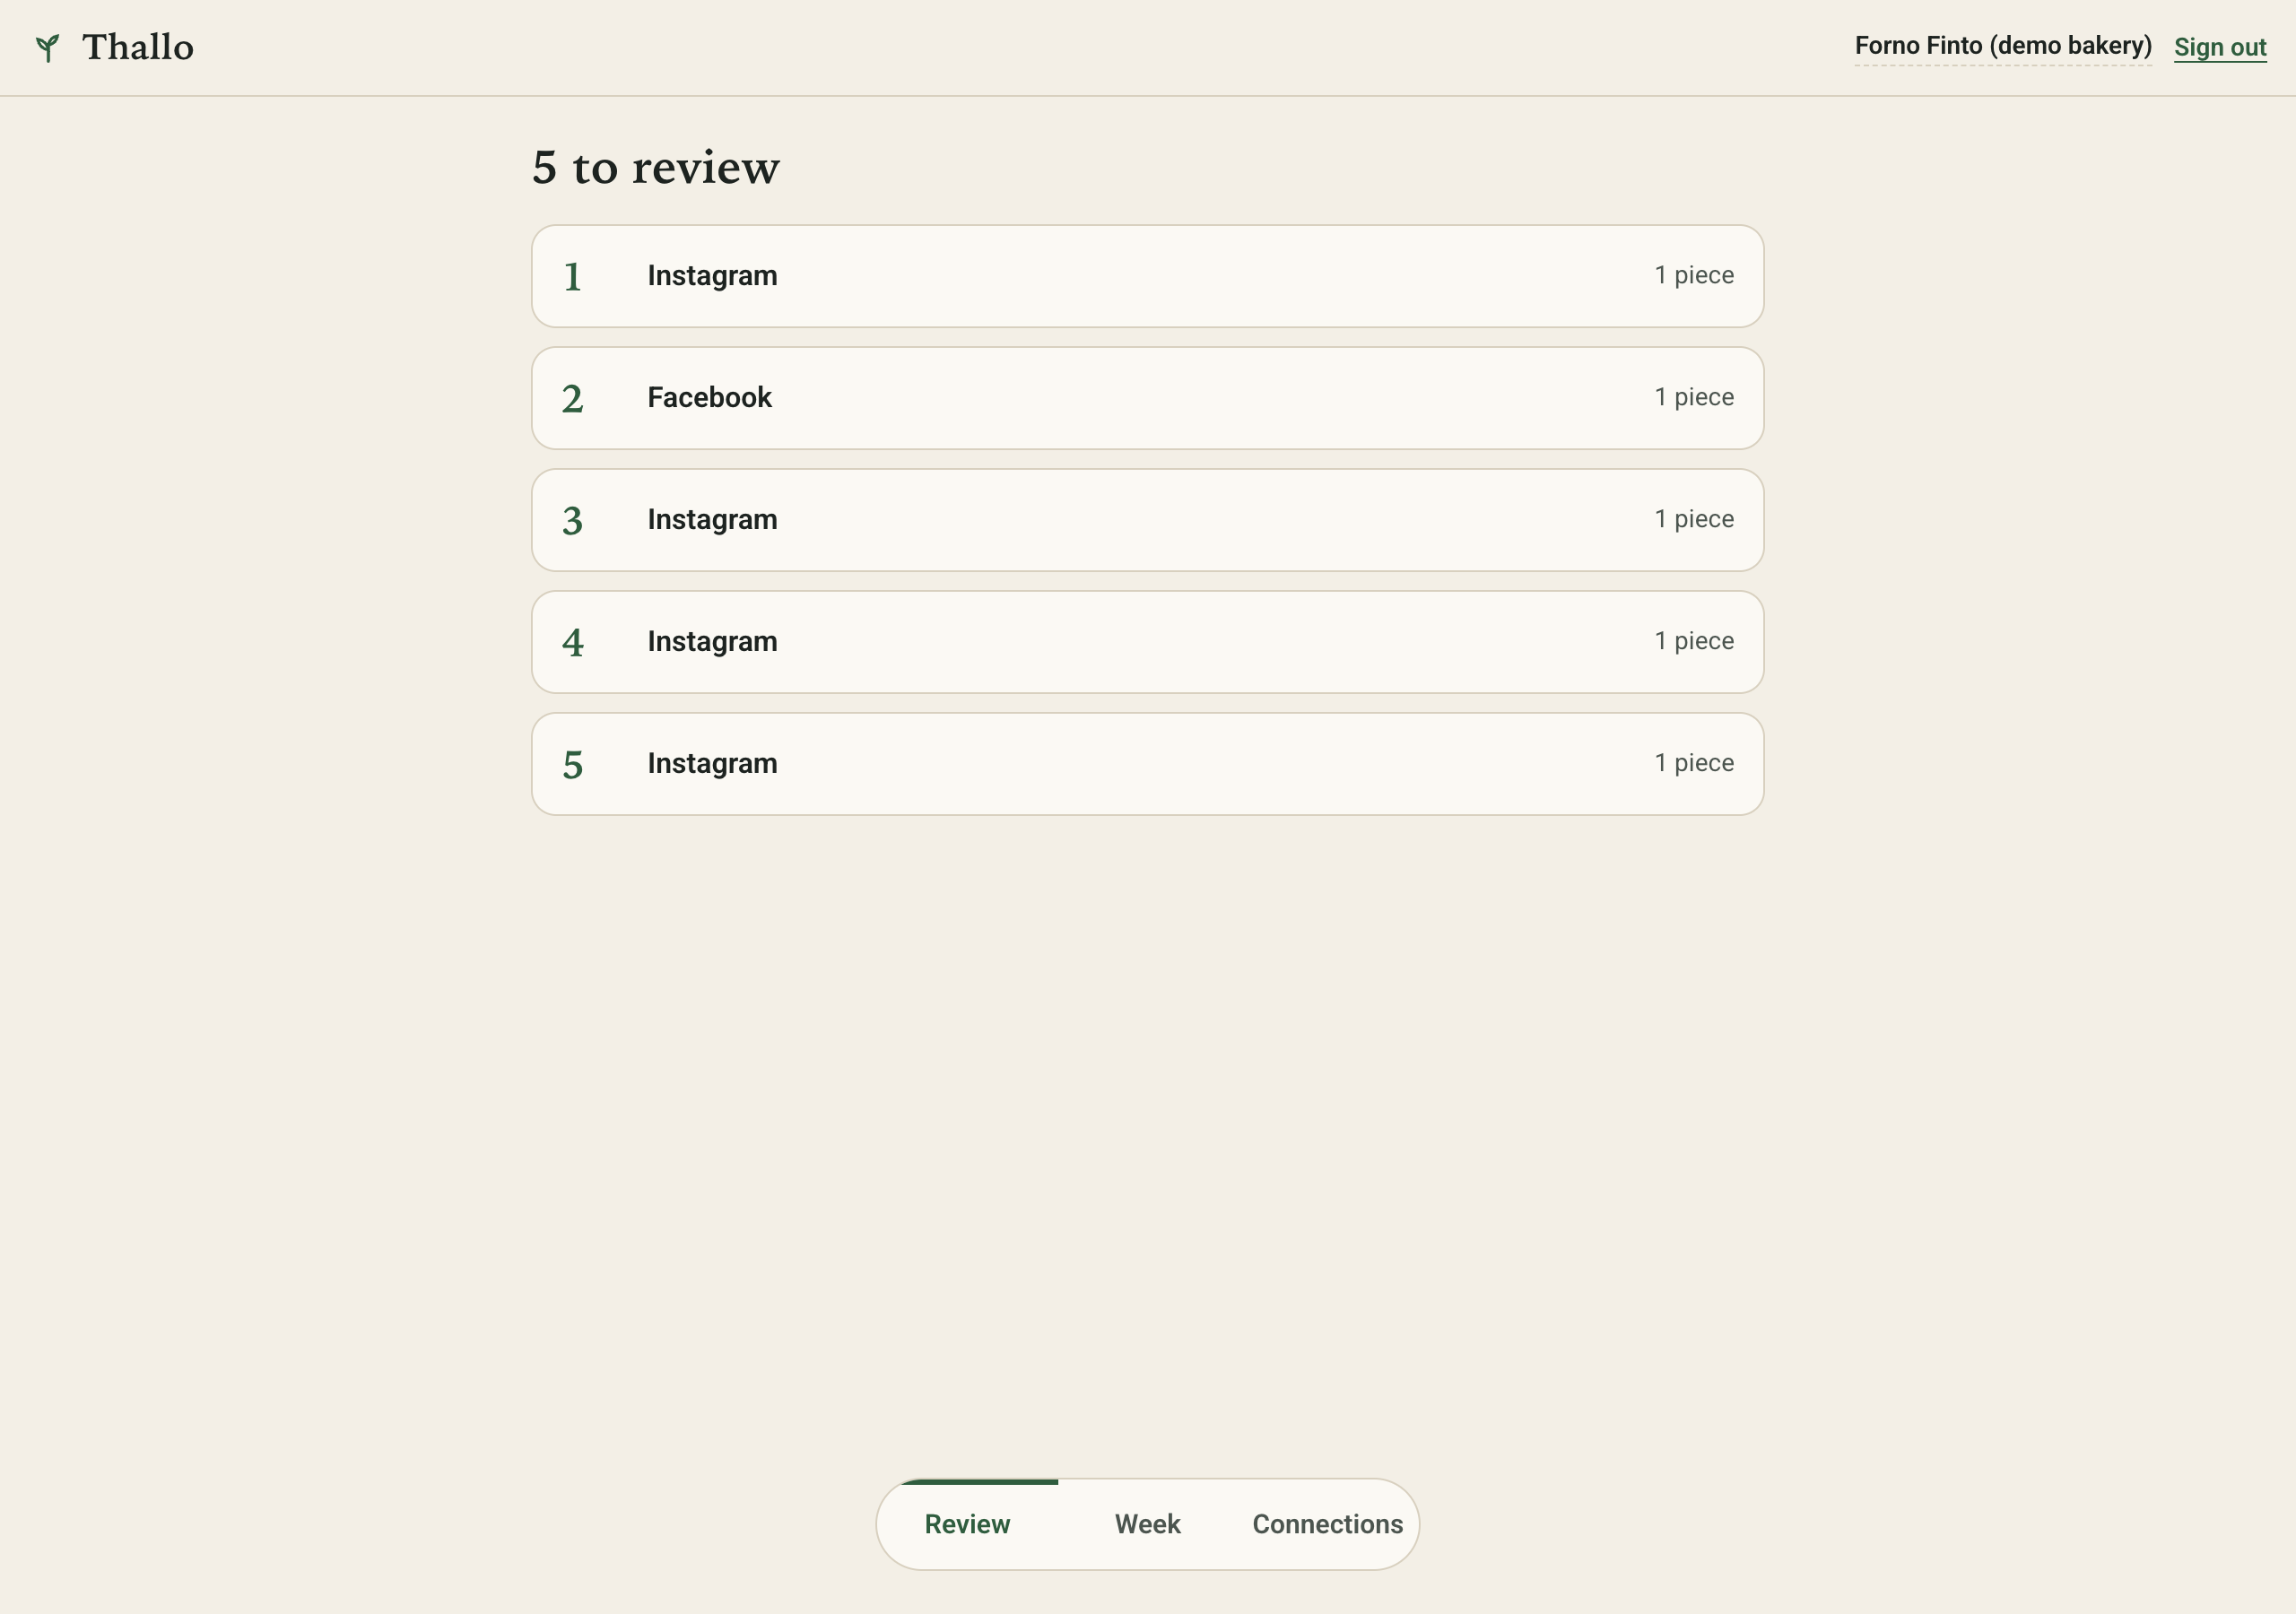 Thallo
Forno Finto (demo bakery) Sign out
5 to review
1 Instagram 1 piece
2 Facebook 1 piece
3 Instagram 1 piece
4 Instagram 1 piece
5 Instagram 1 piece
Review Week Connections